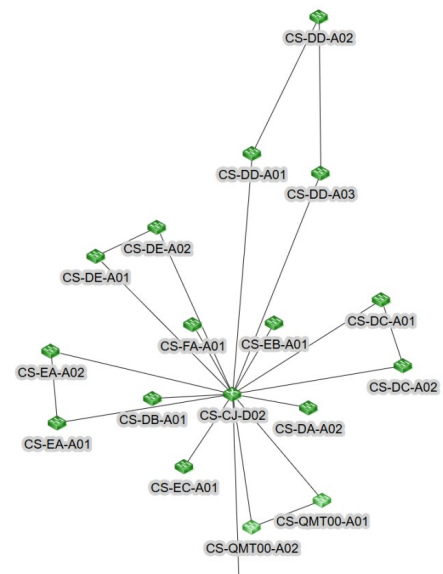 CS-DD-A02
CS-DD-A01
CS-DD-A03
CS-DE-A02
CS-DE-A01
CS-DC-A01
CS-FA-A01
CS-EB-A01
CS-EA-A02
CS-DC-A02
CS-DB-A01
CS-CJ-D02
CS-DA-A02
CS-EA-A01
CS-EC-A01
CS-QMT00-A01
CS-QMT00-A02